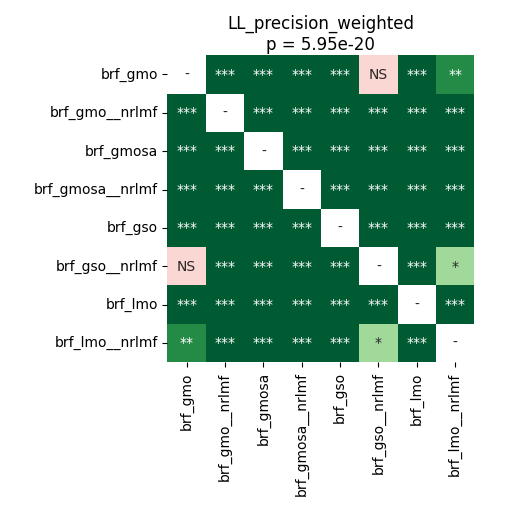 LL_precision_weighted
p = 5.95e-20
brf_gmo - *** *** *** *** NS *** **
brf_gmo__nrlmf *** - *** *** *** *** *** ***
brf_gmosa *** *** - *** *** *** *** ***
brf_gmosa__nrlmf *** *** *** - *** *** *** ***
brf_gso *** *** *** *** - *** *** ***
brf_gso__nrlmf NS *** *** *** *** - *** *
brf_lmo *** *** *** *** *** *** - ***
brf_lmo__nrlmf ** *** *** *** *** * *** -
brf_gmo
brf_gmo__nrlmf
brf_gmosa
brf_gmosa__nrlmf
brf_gso
brf_gso__nrlmf
brf_lmo
brf_lmo__nrlmf